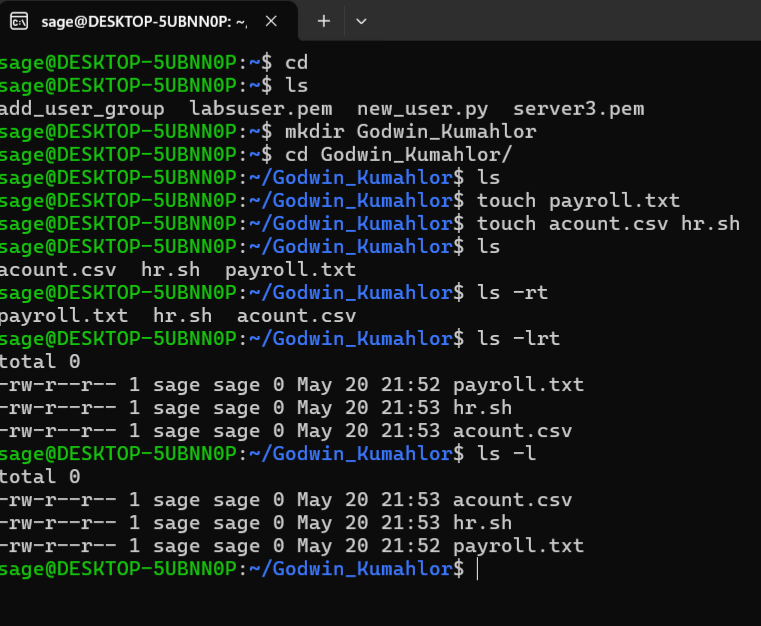 sage@DESKTOP-5UBNN0P: ~,
sage@DESKTOP-5UBNN0P:~$ cd
sage@DESKTOP-5UBNN0P:~$ ls
add_user_group  labsuser.pem  new_user.py  server3.pem
sage@DESKTOP-5UBNN0P:~$ mkdir Godwin_Kumahlor
sage@DESKTOP-5UBNN0P:~$ cd Godwin_Kumahlor/
sage@DESKTOP-5UBNN0P:~/Godwin_Kumahlor$ ls
sage@DESKTOP-5UBNN0P:~/Godwin_Kumahlor$ touch payroll.txt
sage@DESKTOP-5UBNN0P:~/Godwin_Kumahlor$ touch acount.csv hr.sh
sage@DESKTOP-5UBNN0P:~/Godwin_Kumahlor$ ls
acount.csv  hr.sh  payroll.txt
sage@DESKTOP-5UBNN0P:~/Godwin_Kumahlor$ ls -rt
payroll.txt  hr.sh  acount.csv
sage@DESKTOP-5UBNN0P:~/Godwin_Kumahlor$ ls -lrt
total 0
-rw-r--r-- 1 sage sage 0 May 20 21:52 payroll.txt
-rw-r--r-- 1 sage sage 0 May 20 21:53 hr.sh
-rw-r--r-- 1 sage sage 0 May 20 21:53 acount.csv
sage@DESKTOP-5UBNN0P:~/Godwin_Kumahlor$ ls -l
total 0
-rw-r--r-- 1 sage sage 0 May 20 21:53 acount.csv
-rw-r--r-- 1 sage sage 0 May 20 21:53 hr.sh
-rw-r--r-- 1 sage sage 0 May 20 21:52 payroll.txt
sage@DESKTOP-5UBNN0P:~/Godwin_Kumahlor$